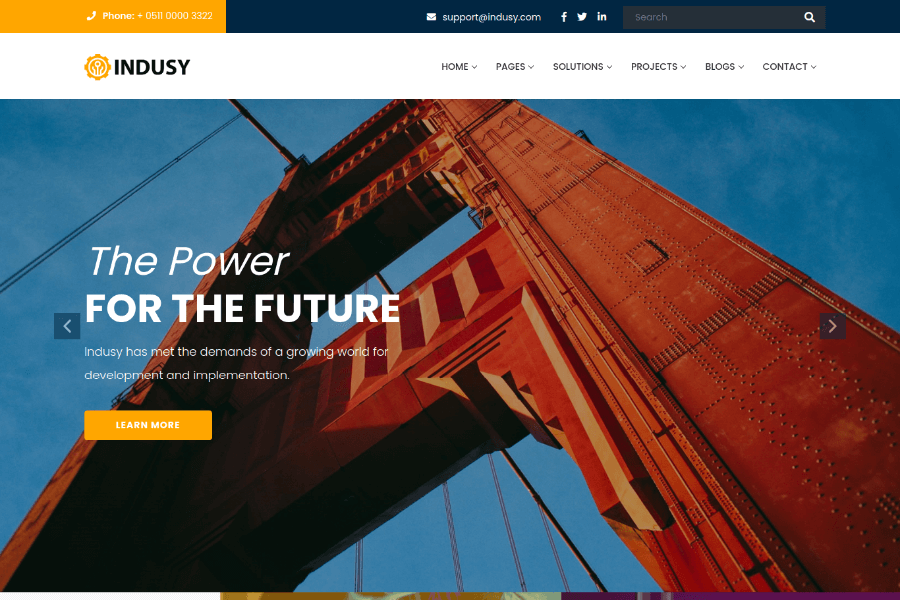 Phone: + 0511 0000 3322
support@indusy.com
Search
INDUSY
HOME
PAGES
SOLUTIONS
PROJECTS
BLOGS
CONTACT
The Power
FOR THE FUTURE
Indusy has met the demands of a growing world for
development and implementation.
LEARN MORE